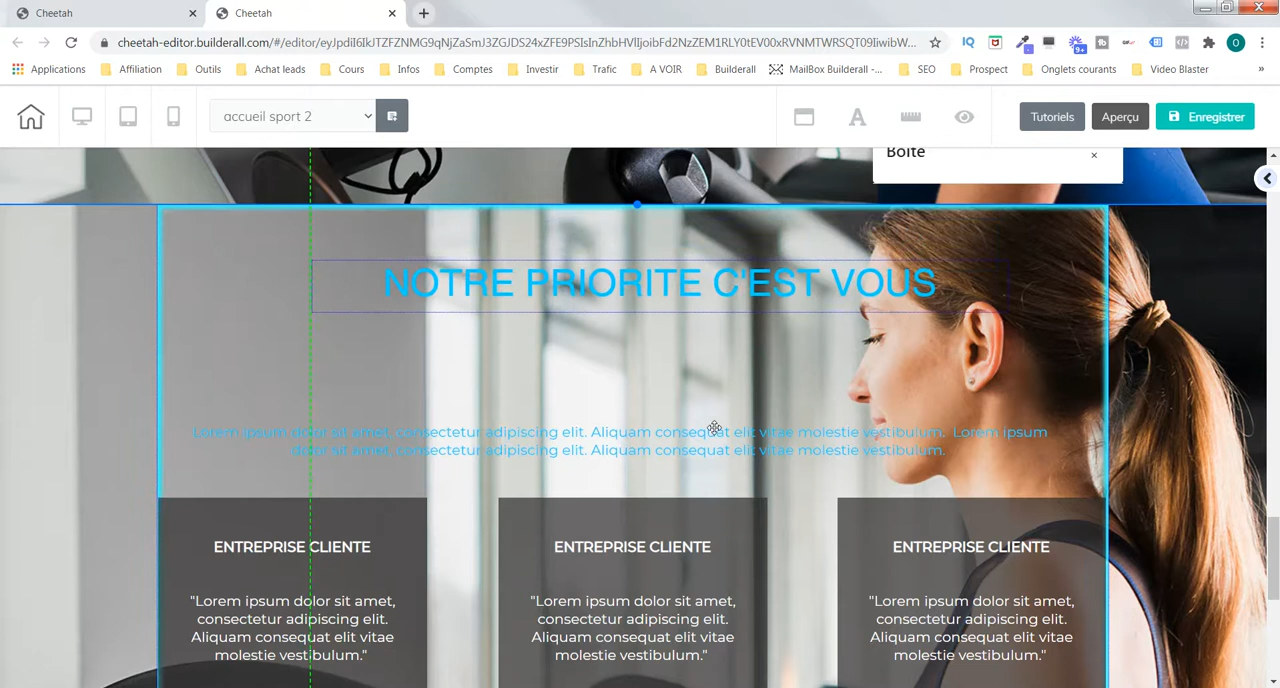 Cheetah
Cheetah
cheetah-editor.builderall.com/#/editor/eyJpdiI6IkJTZFZNMG9qNjZaSmJ3ZGJDS24zZFE9PSIsInZhbHVlIjoibFd2NzZEM1RLY0tEV00xRVNMTWRSQT09IiwibW...
Applications
Affiliation
Outils
Achat leads
Cours
Infos
Comptes
Investir
Trafic
A VOIR
Builderall
MailBox Builderall -...
SEO
Prospect
Onglets courants
Video Blaster
»
accueil sport 2
Tutoriels
Aperçu
Enregistrer
Boîte
NOTRE PRIORITE C'EST VOUS
Lorem ipsum dolor sit amet, consectetur adipiscing elit. Aliquam consequat elit vitae molestie vestibulum. Lorem ipsum
dolor sit amet, consectetur adipiscing elit. Aliquam consequat elit vitae molestie vestibulum.
ENTREPRISE CLIENTE
"Lorem ipsum dolor sit amet,
consectetur adipiscing elit.
Aliquam consequat elit vitae
molestie vestibulum."
ENTREPRISE CLIENTE
"Lorem ipsum dolor sit amet,
consectetur adipiscing elit.
Aliquam consequat elit vitae
molestie vestibulum."
ENTREPRISE CLIENTE
"Lorem ipsum dolor sit amet,
consectetur adipiscing elit.
Aliquam consequat elit vitae
molestie vestibulum."